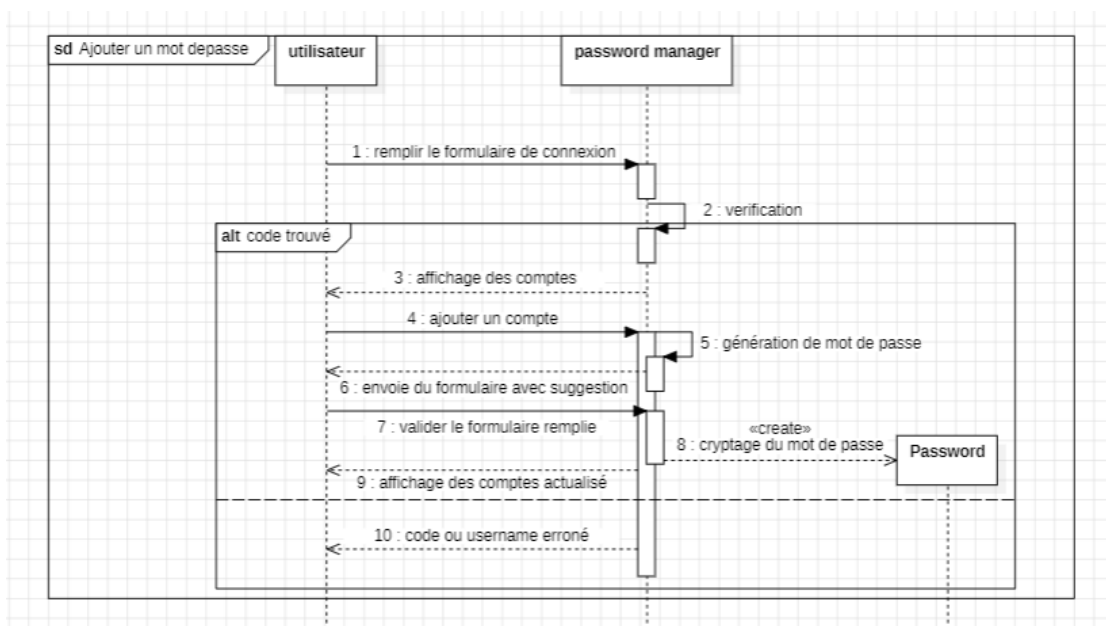 sd Ajouter un mot depasse
utilisateur
password manager
1 : remplir le formulaire de connexion
2 : verification
alt code trouvé
3 : affichage des comptes
4 : ajouter un compte
5 : génération de mot de passe
6 : envoie du formulaire avec suggestion
7 : valider le formulaire remplie
«create»
8 : cryptage du mot de passe
Password
9 : affichage des comptes actualisé
10 : code ou username erroné